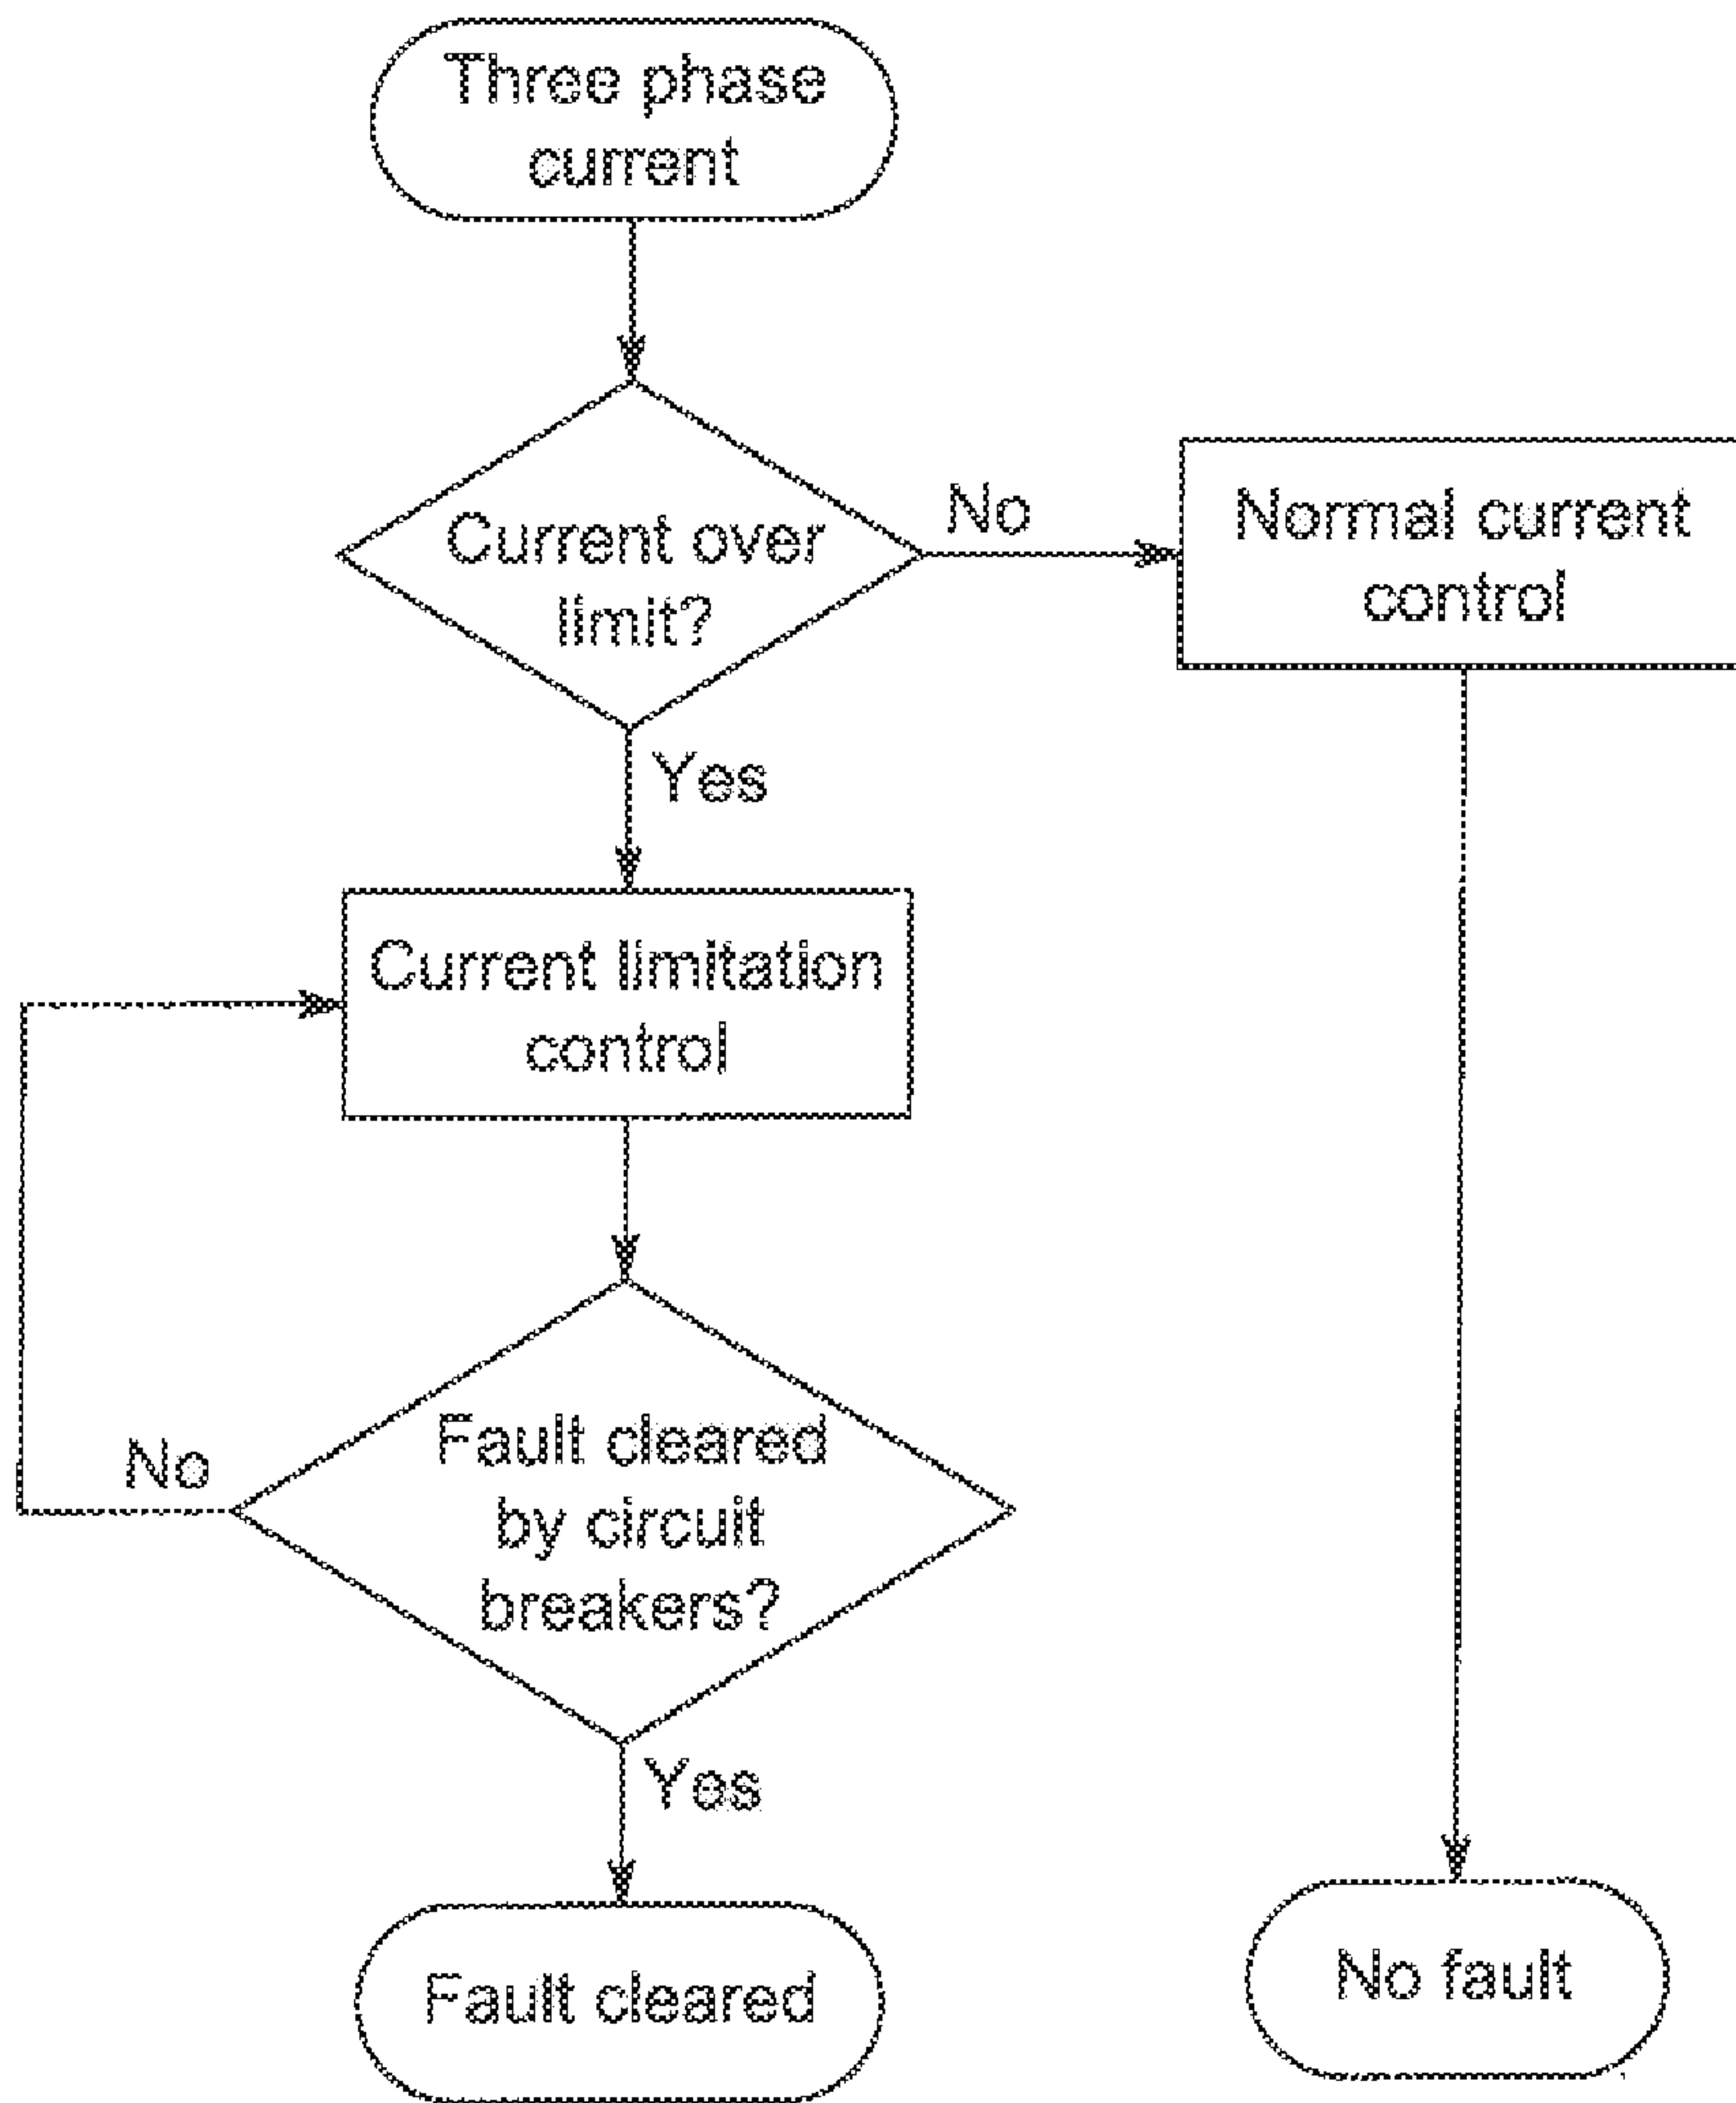 Three phase
current
Current over
limit?
No
Normal current
control
Yes
Current limitation
control
Fault cleared
by circuit
breakers?
No
Yes
Fault cleared
No fault